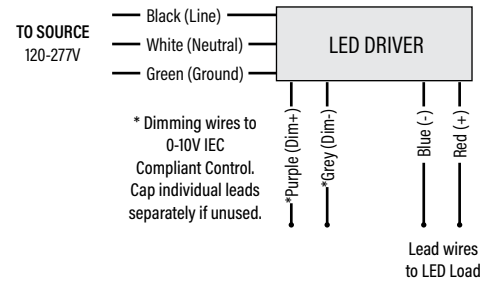 Black (Line)
TO SOURCE
120-277V
White (Neutral)
Green (Ground)
LED DRIVER
* Dimming wires to
0-10V IEC
Compliant Control.
Cap individual leads
separately if unused.
*Purple (Dim+)
*Grey (Dim-)
Blue (-)
Red (+)
Lead wires
to LED Load